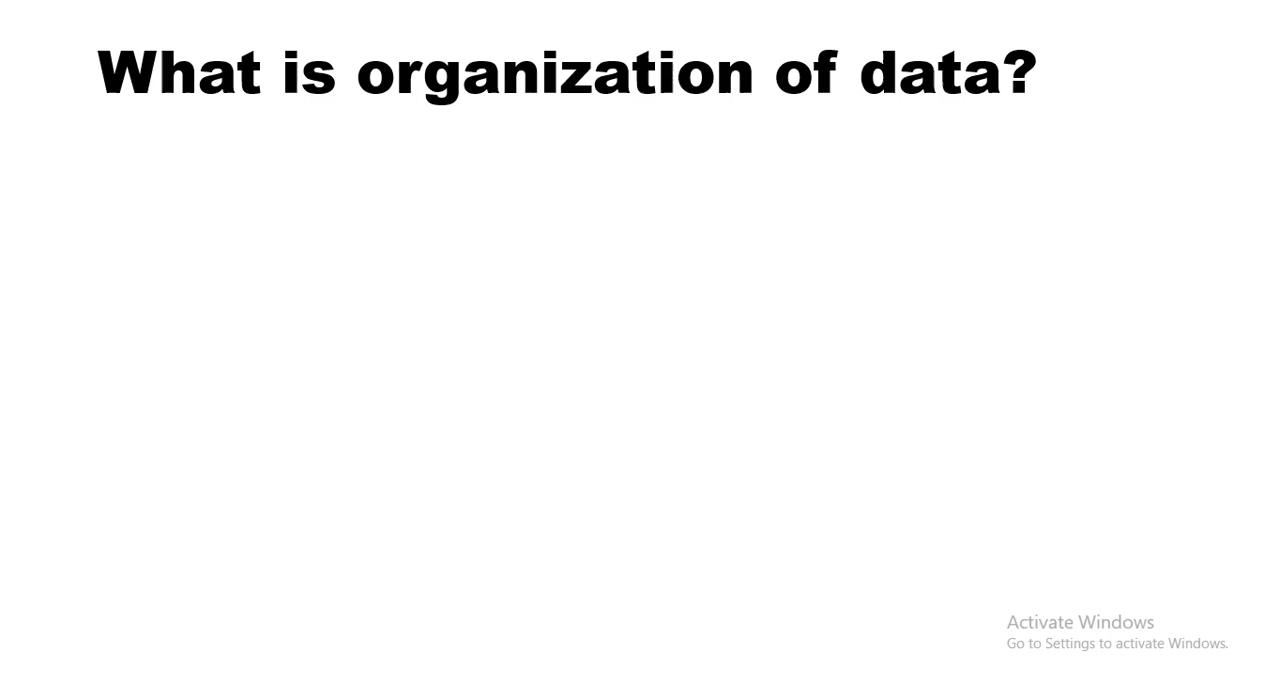 What is organization of data?
Activate Windows
Go to Settings to activate Windows.